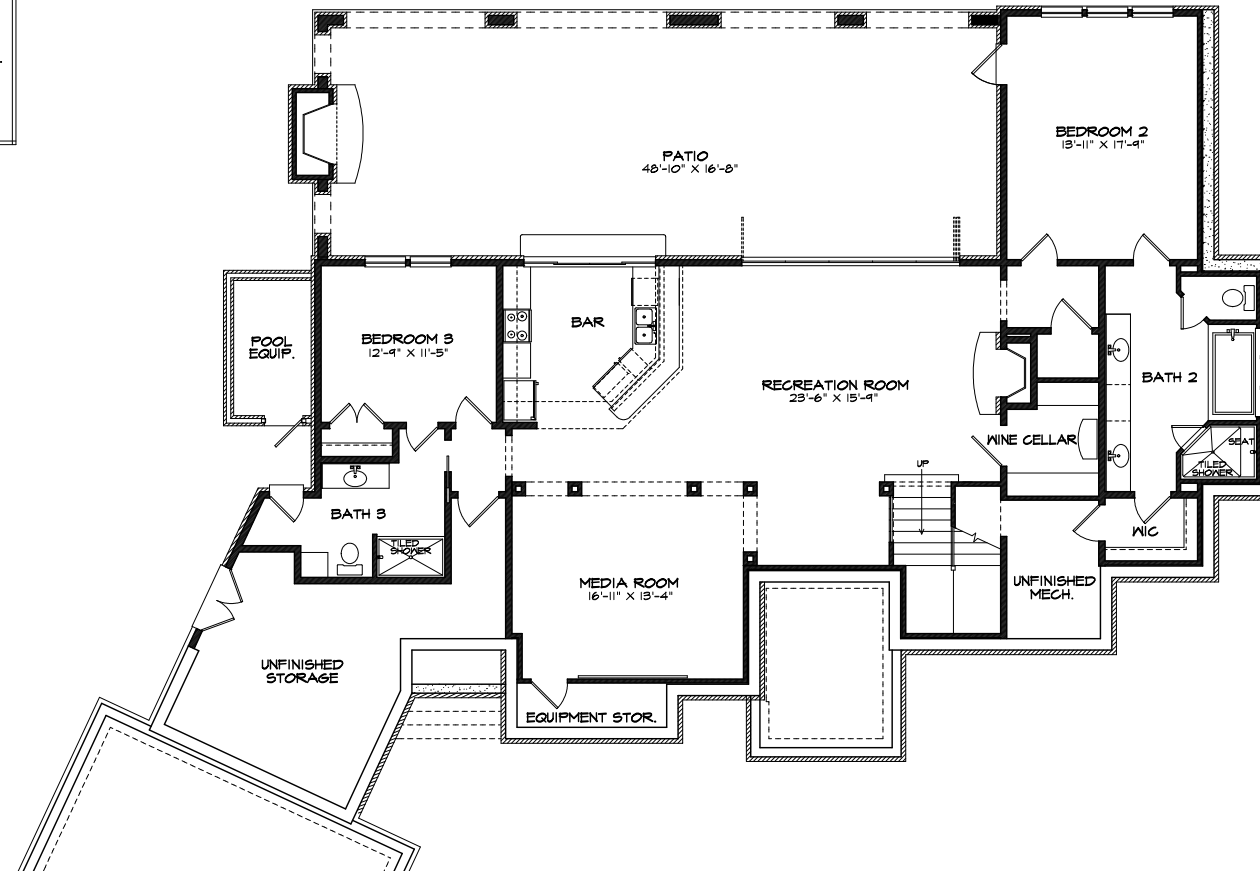 BEDROOM 2
13'-11" X 17'-9"
PATIO
48'-10" X 16'-8"
BAR
POOL
EQUIP.
BEDROOM 3
12'-9" X 11'-5"
RECREATION ROOM
23'-6" X 15'-9"
BATH 2
WINE CELLAR
SEAT
TILED
SHOWER
UP
BATH 3
TILED
SHOWER
WIC
MEDIA ROOM
16'-11" X 13'-4"
UNFINISHED
MECH.
UNFINISHED
STORAGE
EQUIPMENT STOR.